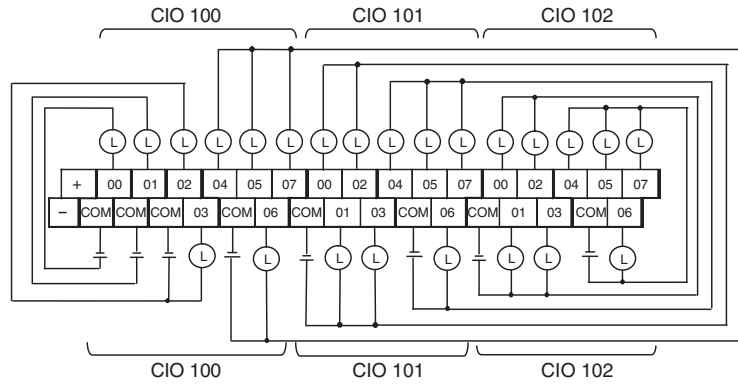 CIO 100 CIO 101 CIO 102
L L L L L L L L L L L L L L L L
+ 00 01 02 04 05 07 00 02 04 05 07 00 02 04 05 07
− COM COM COM 03 COM 06 COM 01 03 COM 06 COM 01 03 COM 06
L L L L L L L L
CIO 100 CIO 101 CIO 102